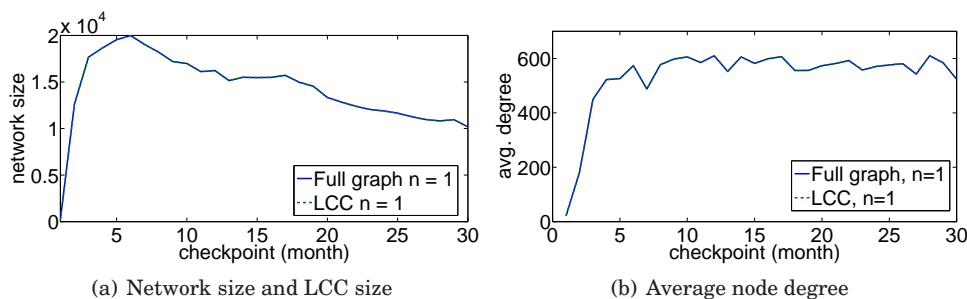 2 x 10^4
1.5
1
0.5
0
network size
5 10 15 20 25 30
checkpoint (month)
Full graph n = 1
LCC n = 1
(a) Network size and LCC size
600
400
200
0
avg. degree
0 5 10 15 20 25 30
checkpoint (month)
Full graph, n=1
LCC, n=1
(b) Average node degree